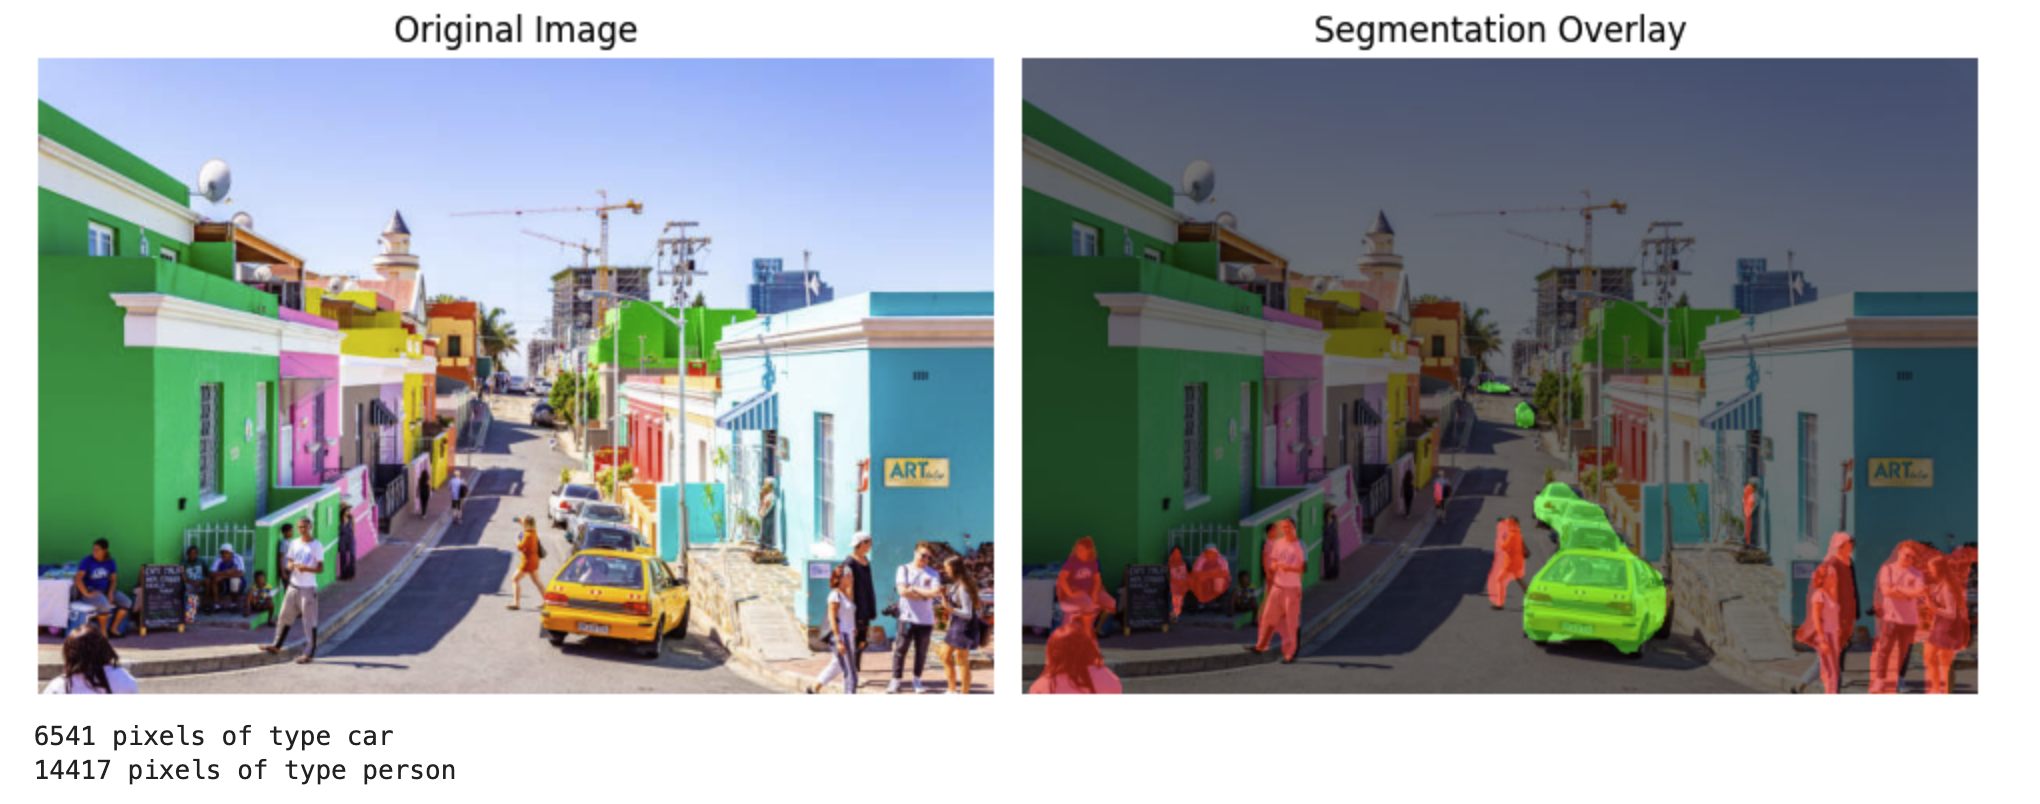 Original Image
Segmentation Overlay
ART
ART
6541 pixels of type car
14417 pixels of type person